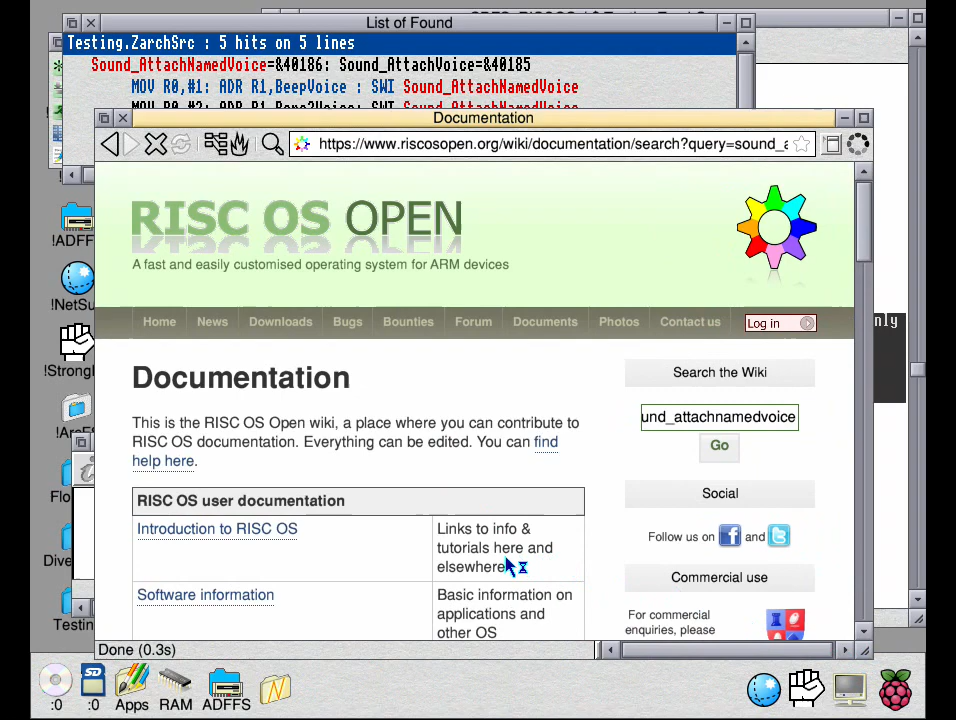 List of Found
Testing.ZarchSrc : 5 hits on 5 lines
Sound_AttachNamedVoice=&40186: Sound_AttachVoice=&40185
MOV R0,#1: ADR R1,BeepVoice : SWI Sound_AttachNamedVoice
Documentation
https://www.riscosopen.org/wiki/documentation/search?query=sound_a
RISC OS OPEN
A fast and easily customised operating system for ARM devices
Home News Downloads Bugs Bounties Forum Documents Photos Contact us Log in
Documentation
This is the RISC OS Open wiki, a place where you can contribute to
RISC OS documentation. Everything can be edited. You can find
help here.
RISC OS user documentation
Introduction to RISC OS
Links to info &
tutorials here and
elsewhere
Software information
Basic information on
applications and
other OS
Search the Wiki
und_attachnamedvoice
Go
Social
Follow us on f and t
Commercial use
For commercial
enquiries, please
Done (0.3s)
!ADFF
!NetSu
!Strongl
Flo
Dive
Testin
nly
:0 :0 Apps RAM ADFFS